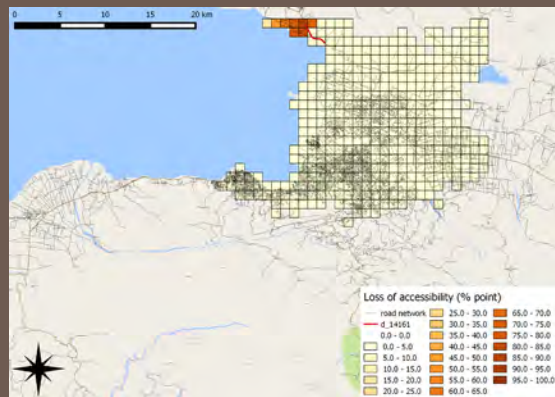 0 10 20 km
Loss of accessibility (% point)
road network
d_14161
0.0 - 0.0
0.0 - 5.0
5.0 - 10.0
10.0 - 15.0
15.0 - 20.0
20.0 - 25.0
25.0 - 30.0
30.0 - 35.0
35.0 - 40.0
40.0 - 45.0
45.0 - 50.0
50.0 - 55.0
55.0 - 60.0
60.0 - 65.0
65.0 - 70.0
70.0 - 75.0
75.0 - 80.0
80.0 - 85.0
85.0 - 90.0
90.0 - 95.0
95.0 - 100.0